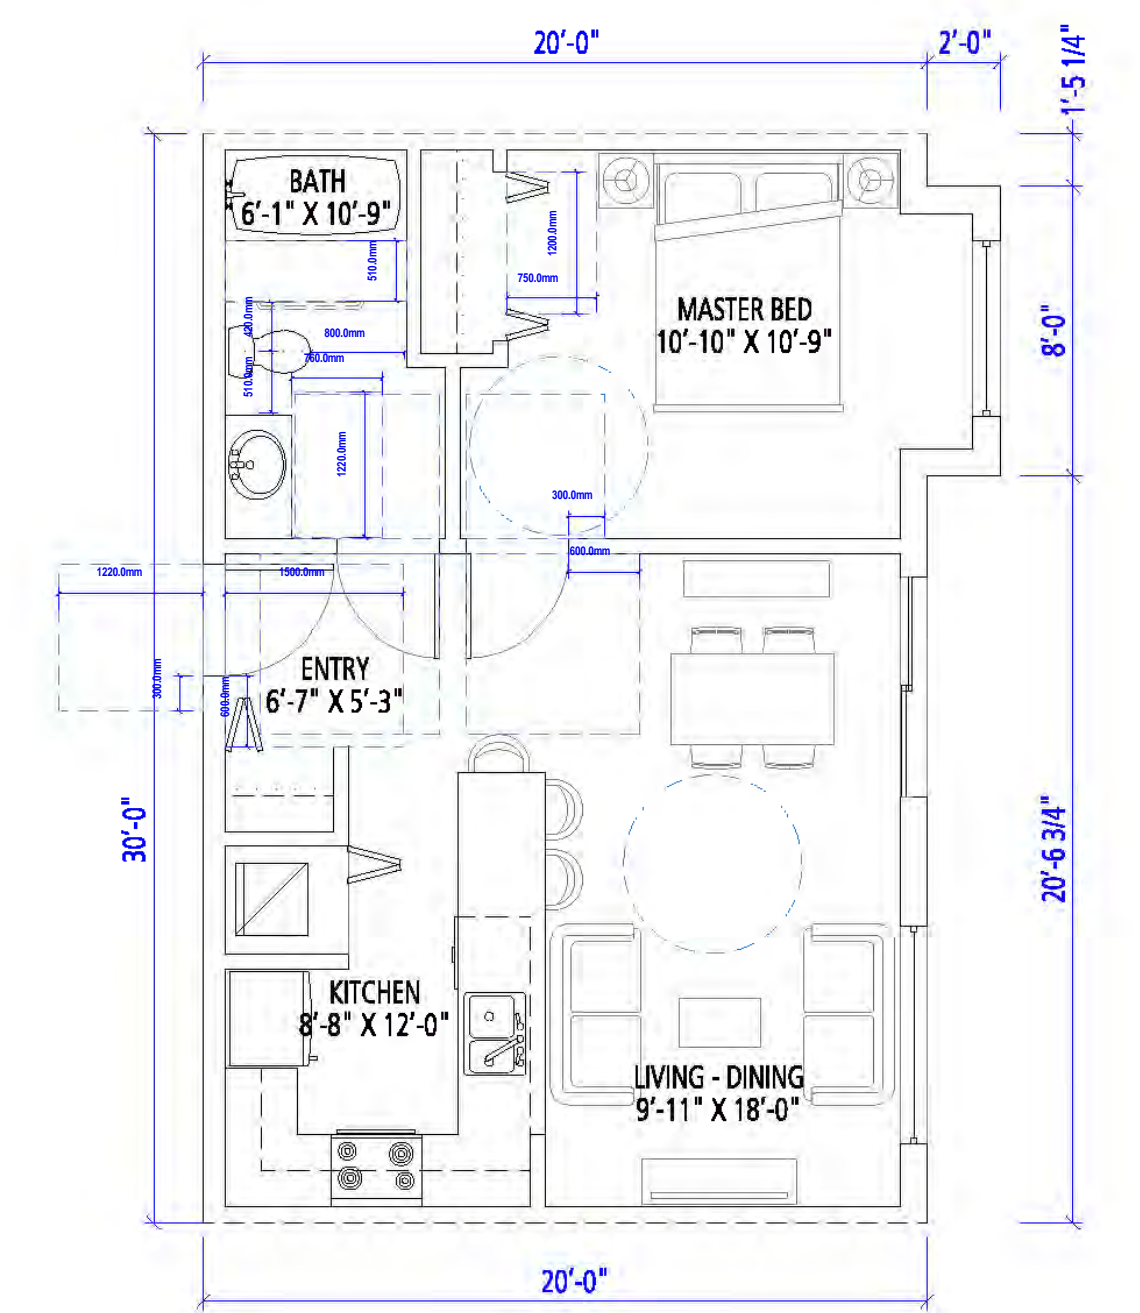 20'-0"
2'-0"
1'-5 1/4"
BATH
6'-1" X 10'-9"
510.0mm
1200.0mm
750.0mm
420.0mm
800.0mm
760.0mm
510.0mm
MASTER BED
10'-10" X 10'-9"
8'-0"
1220.0mm
300.0mm
600.0mm
1220.0mm
1500.0mm
ENTRY
6'-7" X 5'-3"
300.0mm
600.0mm
30'-0"
20'-6 3/4"
KITCHEN
8'-8" X 12'-0"
LIVING - DINING
9'-11" X 18'-0"
20'-0"